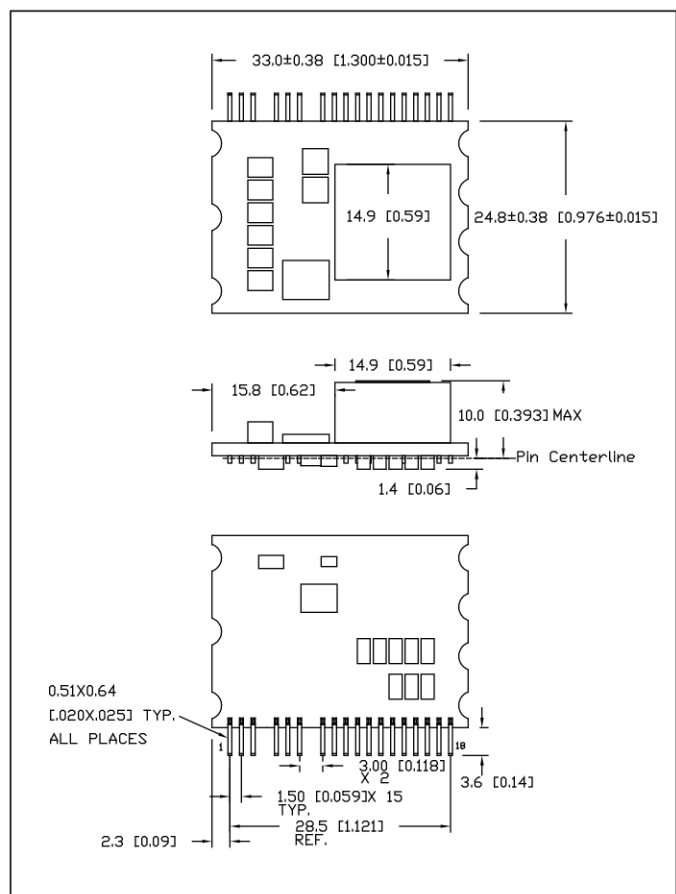 33.0±0.38 [1.300±0.015]
14.9 [0.59]
24.8±0.38 [0.976±0.015]
14.9 [0.59]
15.8 [0.62]
10.0 [0.393] MAX
Pin Centerline
1.4 [0.06]
0.51X0.64
[.020X.025] TYP.
ALL PLACES
1
18
3.00 [0.118]
X 2
3.6 [0.14]
1.50 [0.059]X 15
TYP.
28.5 [1.121]
REF.
2.3 [0.09]